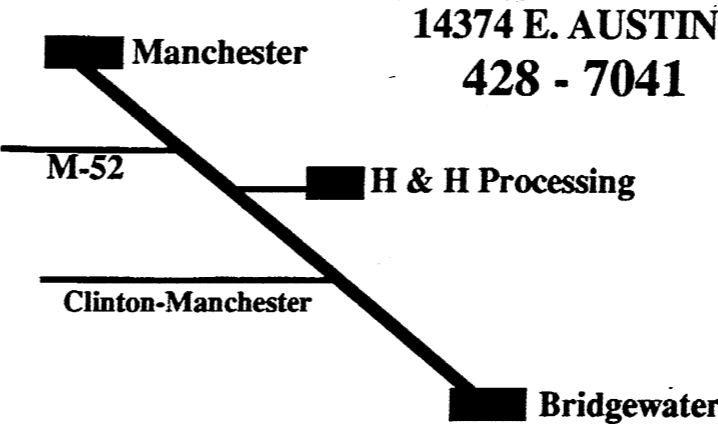 14374 E. AUSTIN
428 - 7041
Manchester
M-52
H & H Processing
Clinton-Manchester
Bridgewater